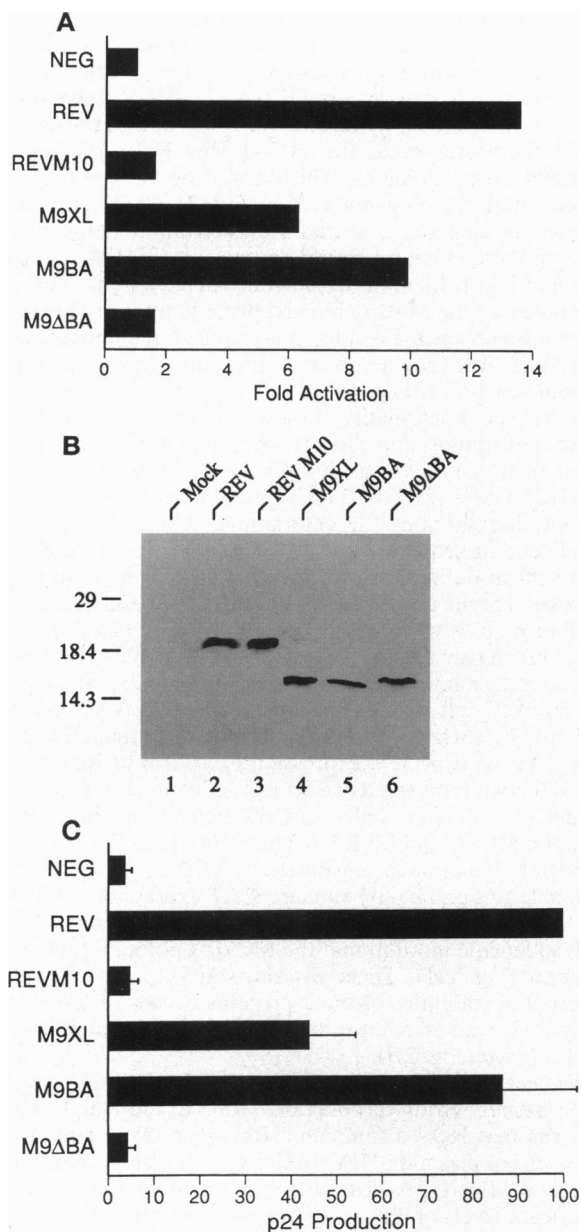 A
NEG
REV
REVM10
M9XL
M9BA
M9ΔBA
0 2 4 6 8 10 12 14
Fold Activation
B
Mock
REV
REV M10
M9XL
M9BA
M9ΔBA
29
18.4
14.3
1 2 3 4 5 6
C
NEG
REV
REVM10
M9XL
M9BA
M9ΔBA
0 10 20 30 40 50 60 70 80 90 100
p24 Production